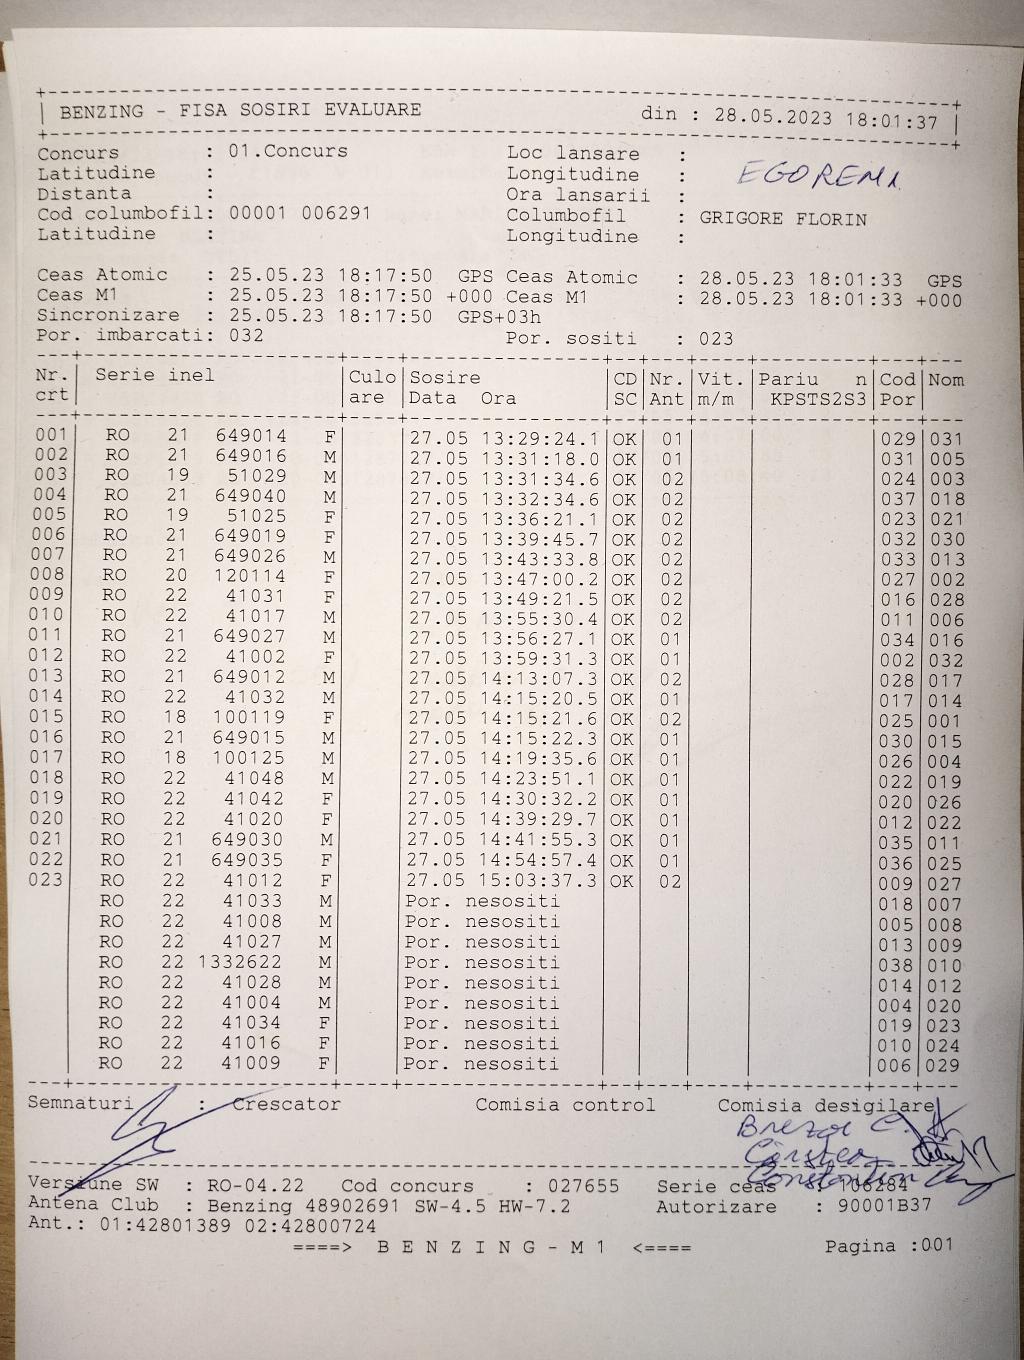 BENZING - FISA SOSIRI EVALUARE din : 28.05.2023 18:01:37
Concurs : 01.Concurs Loc lansare :
Latitudine : Longitudine : EGOREMA
Distanta : Ora lansarii :
Cod columbofil: 00001 006291 Columbofil : GRIGORE FLORIN
Latitudine : Longitudine :
Ceas Atomic : 25.05.23 18:17:50 GPS Ceas Atomic : 28.05.23 18:01:33 GPS
Ceas M1 : 25.05.23 18:17:50 +000 Ceas M1 : 28.05.23 18:01:33 +000
Sincronizare : 25.05.23 18:17:50 GPS+03h
Por. imbarcati: 032 Por. sositi : 023
Nr. Serie inel Culo Sosire CD Nr. Vit. Pariu n Cod Nom
crt are Data Ora SC Ant m/m KPSTS2S3 Por
001 RO 21 649014 F 27.05 13:29:24.1 OK 01 029 031
002 RO 21 649016 M 27.05 13:31:18.0 OK 01 031 005
003 RO 19 51029 M 27.05 13:31:34.6 OK 02 024 003
004 RO 21 649040 M 27.05 13:32:34.6 OK 02 037 018
005 RO 19 51025 F 27.05 13:36:21.1 OK 02 023 021
006 RO 21 649019 F 27.05 13:39:45.7 OK 02 032 030
007 RO 21 649026 M 27.05 13:43:33.8 OK 02 033 013
008 RO 20 120114 F 27.05 13:47:00.2 OK 02 027 002
009 RO 22 41031 F 27.05 13:49:21.5 OK 02 016 028
010 RO 22 41017 M 27.05 13:55:30.4 OK 02 011 006
011 RO 21 649027 M 27.05 13:56:27.1 OK 01 034 016
012 RO 22 41002 F 27.05 13:59:31.3 OK 01 002 032
013 RO 21 649012 M 27.05 14:13:07.3 OK 02 028 017
014 RO 22 41032 M 27.05 14:15:20.5 OK 01 017 014
015 RO 18 100119 F 27.05 14:15:21.6 OK 02 025 001
016 RO 21 649015 M 27.05 14:15:22.3 OK 01 030 015
017 RO 18 100125 M 27.05 14:19:35.6 OK 01 026 004
018 RO 22 41048 M 27.05 14:23:51.1 OK 01 022 019
019 RO 22 41042 F 27.05 14:30:32.2 OK 01 020 026
020 RO 22 41020 F 27.05 14:39:29.7 OK 01 012 022
021 RO 21 649030 M 27.05 14:41:55.3 OK 01 035 011
022 RO 21 649035 F 27.05 14:54:57.4 OK 01 036 025
023 RO 22 41012 F 27.05 15:03:37.3 OK 02 009 027
RO 22 41033 M Por. nesositi 018 007
RO 22 41008 M Por. nesositi 005 008
RO 22 41027 M Por. nesositi 013 009
RO 22 1332622 M Por. nesositi 038 010
RO 22 41028 M Por. nesositi 014 012
RO 22 41004 M Por. nesositi 004 020
RO 22 41034 F Por. nesositi 019 023
RO 22 41016 F Por. nesositi 010 024
RO 22 41009 F Por. nesositi 006 029
Semnaturi : Crescator Comisia control Comisia desigilare
Constantin
Versiune SW : RO-04.22 Cod concurs : 027655 Serie ceas : 106284
Antena Club : Benzing 48902691 SW-4.5 HW-7.2 Autorizare : 90001B37
Ant.: 01:42801389 02:42800724
====> B E N Z I N G - M 1 <==== Pagina :001